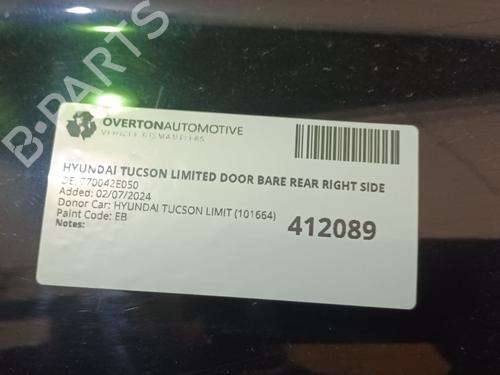 B-PARTS
OVERTONAUTOMOTIVE
VEHICLE DISMANTLERS
HYUNDAI TUCSON LIMITED DOOR BARE REAR RIGHT SIDE
OE: 770042E050
Added: 02/07/2024
Donor Car: HYUNDAI TUCSON LIMIT (101664)
Paint Code: EB
Notes:
412089